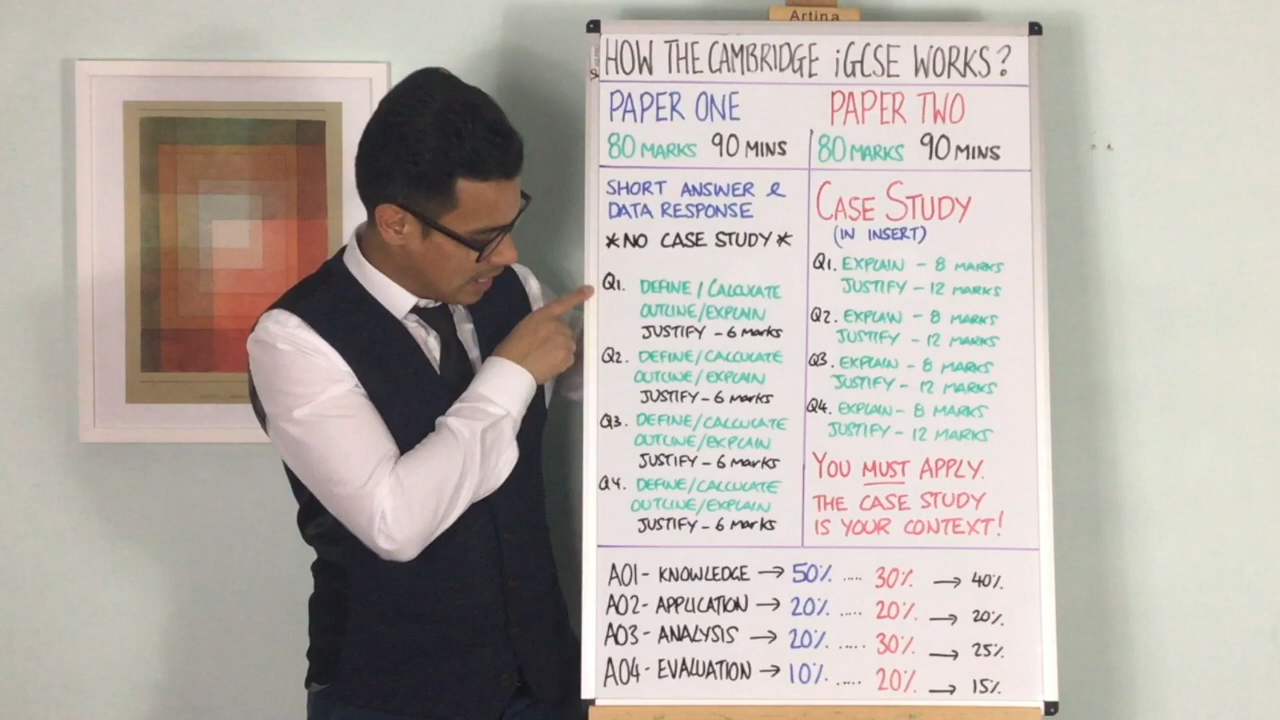 Artina
HOW THE CAMBRIDGE iGCSE WORKS?
PAPER ONE
80 MARKS 90 MINS
SHORT ANSWER &
DATA RESPONSE
*NO CASE STUDY*
Q1. DEFINE/CALCULATE
OUTLINE/EXPLAIN
JUSTIFY - 6 marks
Q2. DEFINE/CALCULATE
OUTLINE/EXPLAIN
JUSTIFY - 6 marks
Q3. DEFINE/CALCULATE
OUTLINE/EXPLAIN
JUSTIFY - 6 marks
Q4. DEFINE/CALCULATE
OUTLINE/EXPLAIN
JUSTIFY - 6 marks
PAPER TWO
80 MARKS 90 MINS
CASE STUDY
(IN INSERT)
Q1. EXPLAIN - 8 MARKS
JUSTIFY - 12 MARKS
Q2. EXPLAIN - 8 MARKS
JUSTIFY - 12 MARKS
Q3. EXPLAIN - 8 MARKS
JUSTIFY - 12 MARKS
Q4. EXPLAIN - 8 MARKS
JUSTIFY - 12 MARKS
YOU MUST APPLY.
THE CASE STUDY
IS YOUR CONTEXT!
AO1 - KNOWLEDGE → 50% ..... 30% → 40%
AO2 - APPLICATION → 20% ..... 20% → 20%
AO3 - ANALYSIS → 20% ..... 30% → 25%
AO4 - EVALUATION → 10% ..... 20% → 15%